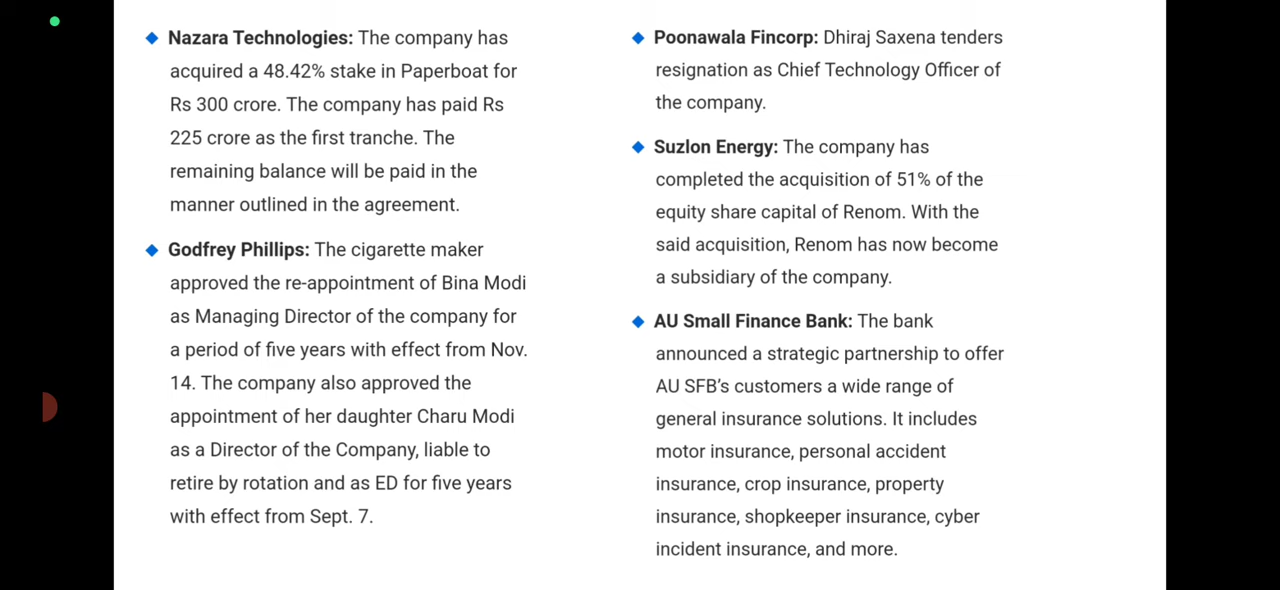 Nazara Technologies: The company has
acquired a 48.42% stake in Paperboat for
Rs 300 crore. The company has paid Rs
225 crore as the first tranche. The
remaining balance will be paid in the
manner outlined in the agreement.
Godfrey Phillips: The cigarette maker
approved the re-appointment of Bina Modi
as Managing Director of the company for
a period of five years with effect from Nov.
14. The company also approved the
appointment of her daughter Charu Modi
as a Director of the Company, liable to
retire by rotation and as ED for five years
with effect from Sept. 7.
Poonawala Fincorp: Dhiraj Saxena tenders
resignation as Chief Technology Officer of
the company.
Suzlon Energy: The company has
completed the acquisition of 51% of the
equity share capital of Renom. With the
said acquisition, Renom has now become
a subsidiary of the company.
AU Small Finance Bank: The bank
announced a strategic partnership to offer
AU SFB’s customers a wide range of
general insurance solutions. It includes
motor insurance, personal accident
insurance, crop insurance, property
insurance, shopkeeper insurance, cyber
incident insurance, and more.